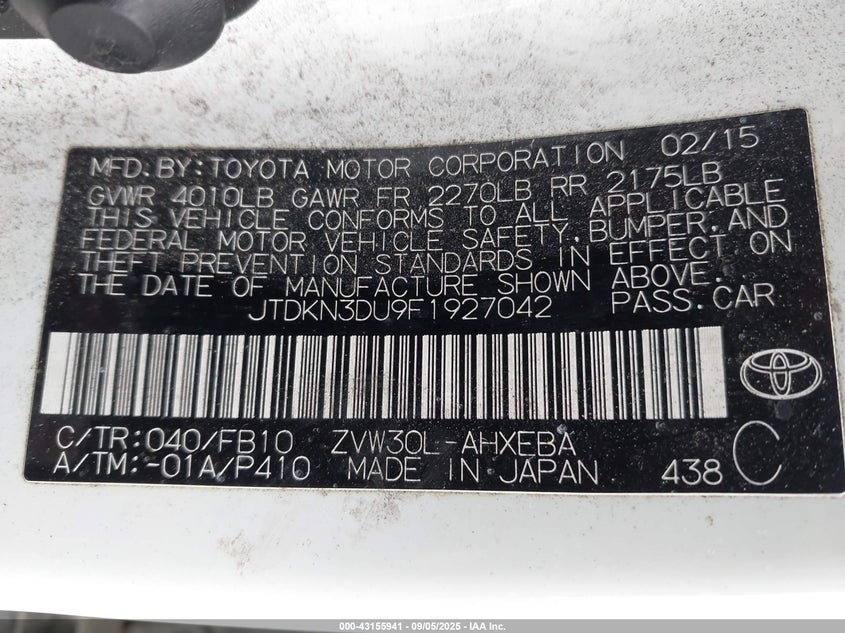 MFD.BY:TOYOTA MOTOR CORPORATION 02/15
GVWR 4010LB GAWR FR 2270LB RR 2175LB
THIS VEHICLE CONFORMS TO ALL APPLICABLE
FEDERAL MOTOR VEHICLE SAFETY,BUMPER,AND
THEFT PREVENTION STANDARDS IN EFFECT ON
THE DATE OF MANUFACTURE SHOWN ABOVE.
JTDKN3DU9F1927042 PASS.CAR
C/TR:040/FB10 ZVW30L-AHXEBA C
A/TM:-01A/P410 MADE IN JAPAN 438
000-43155941 - 09/05/2025 - IAA Inc.